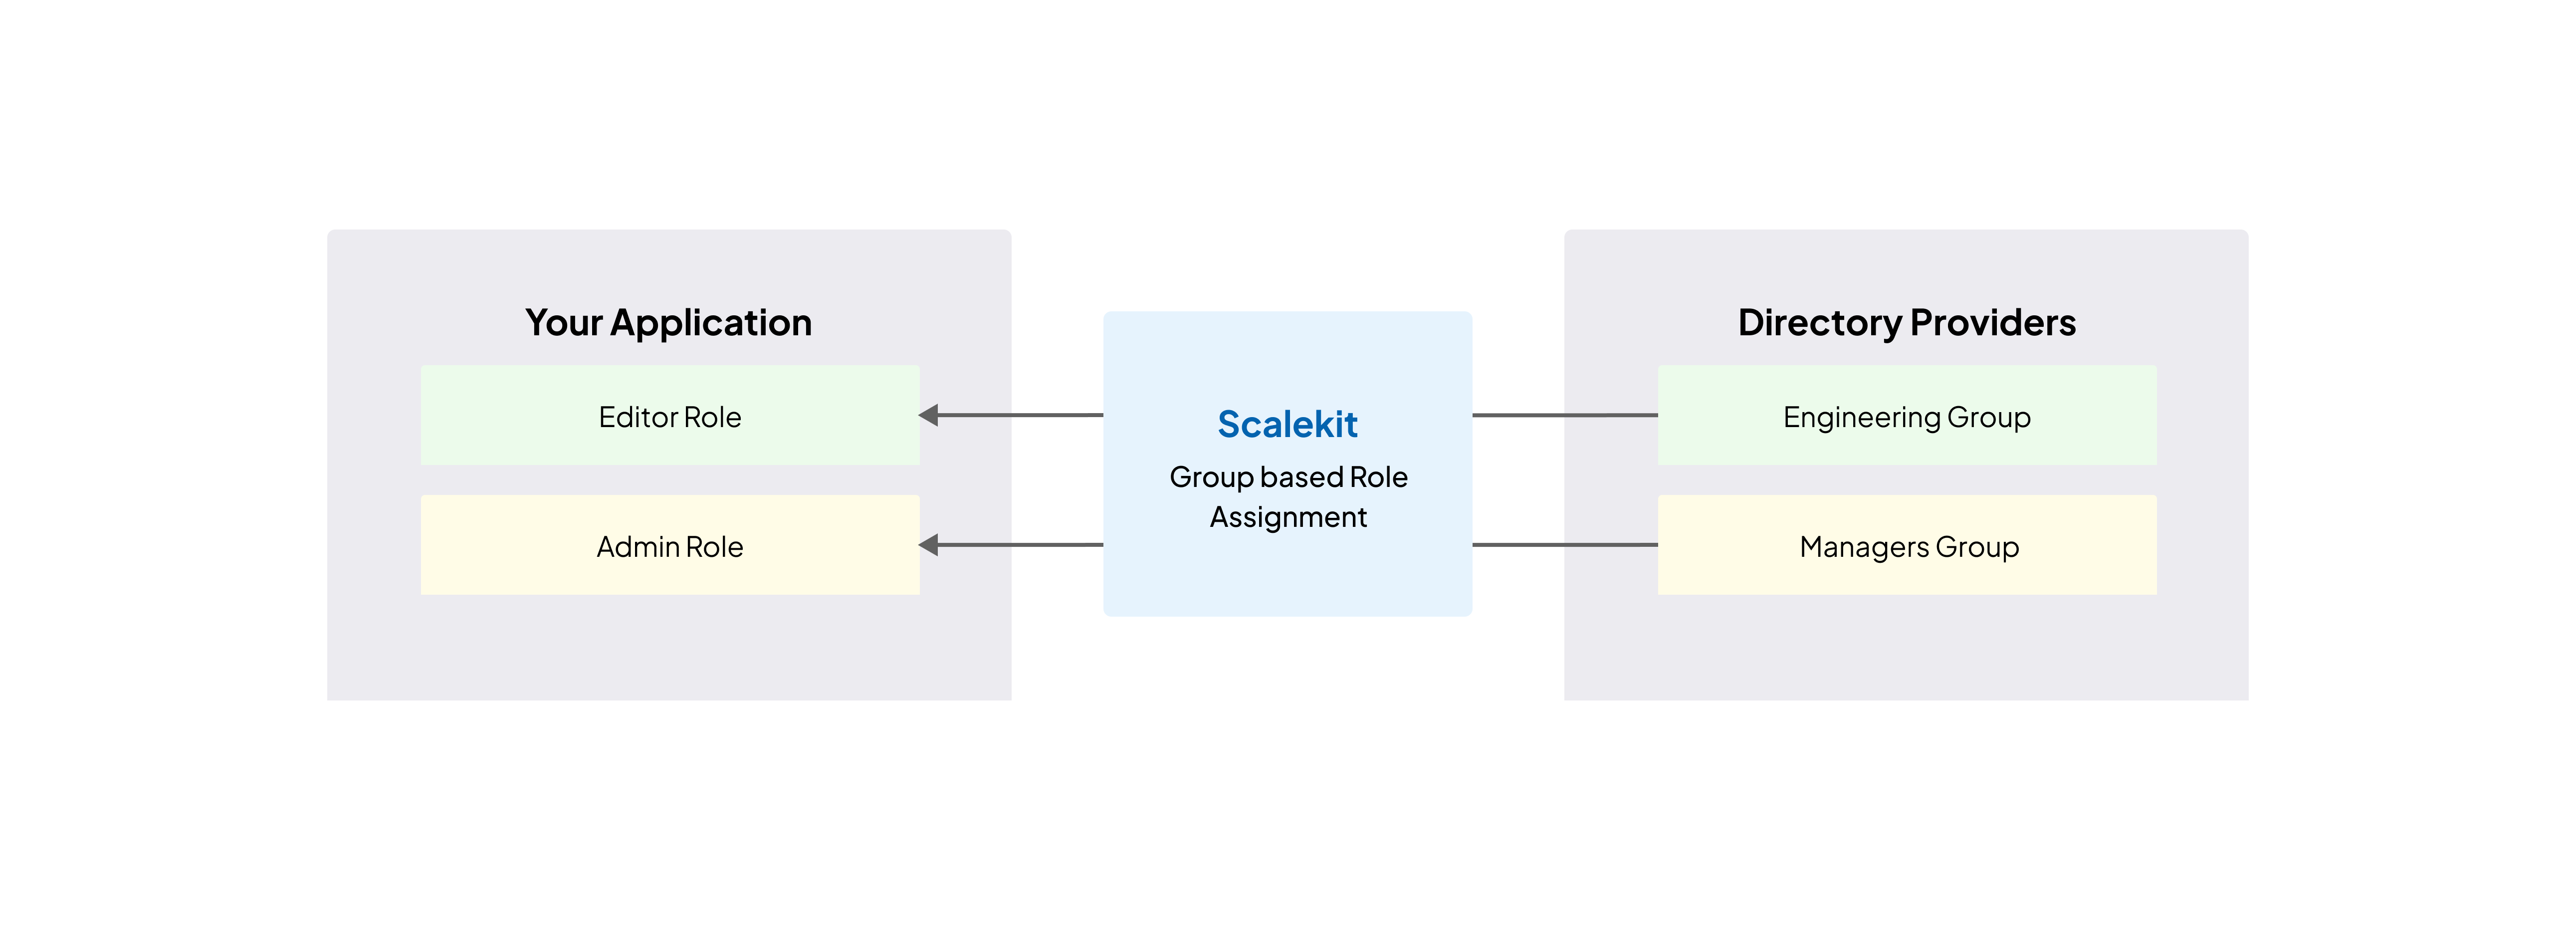 Your Application
Editor Role
Admin Role
Scalekit
Group based Role
Assignment
Directory Providers
Engineering Group
Managers Group